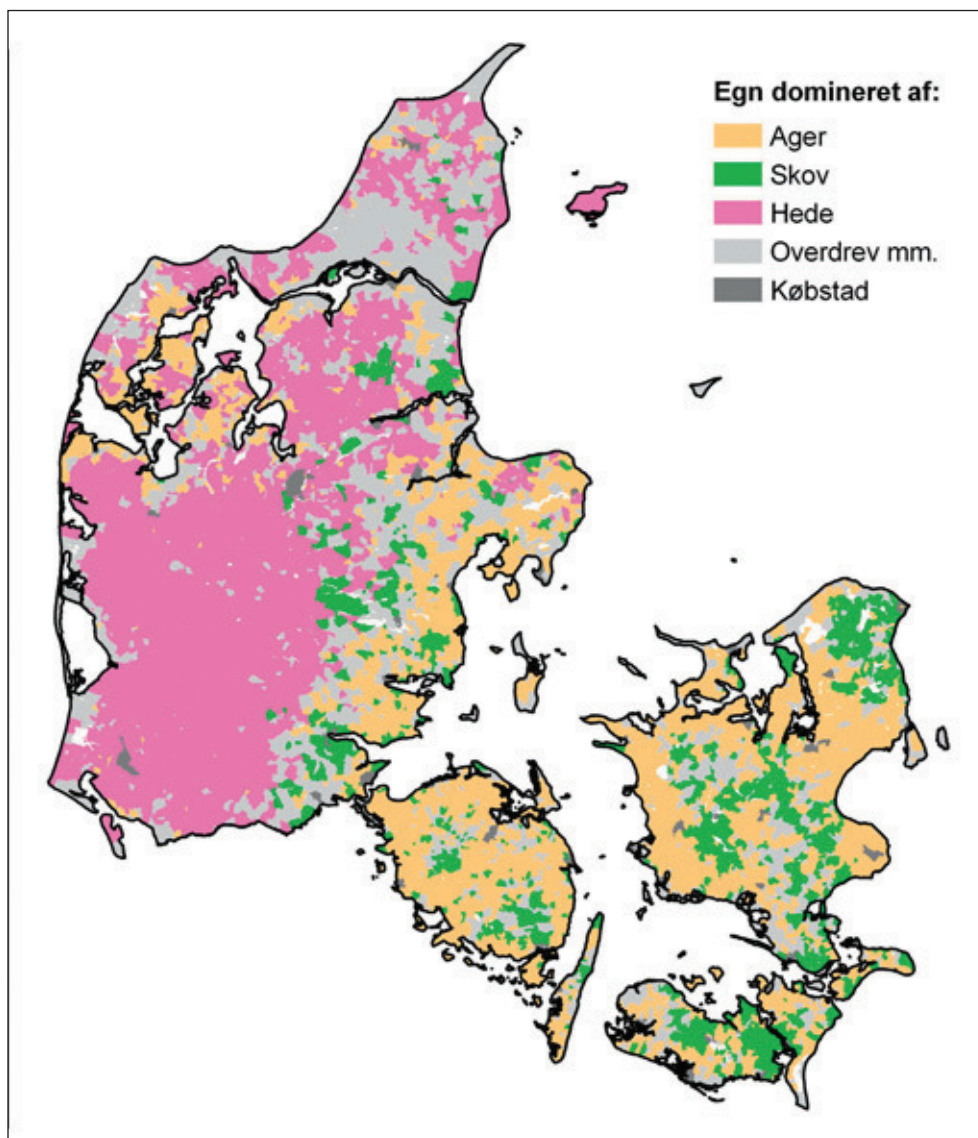 Egn domineret af:
Ager
Skov
Hede
Overdrev mm.
Købstad